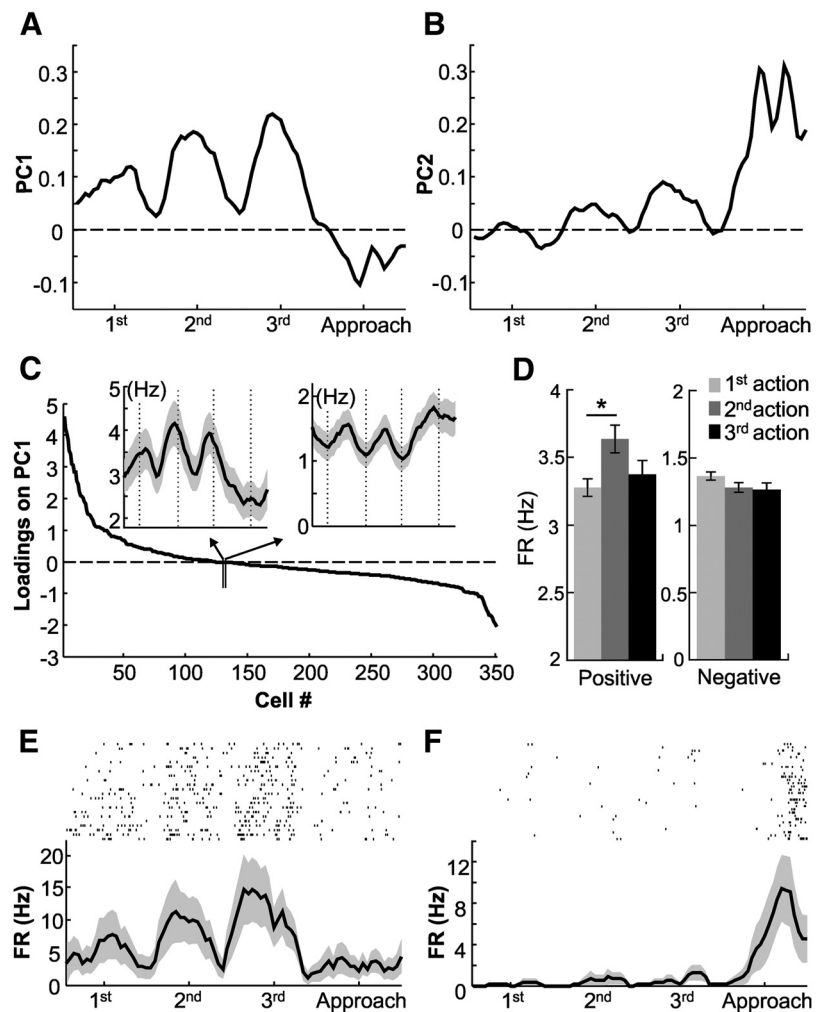 A
PC1
0.3
0.2
0.1
0
-0.1
1st 2nd 3rd Approach
B
PC2
0.3
0.2
0.1
0
-0.1
1st 2nd 3rd Approach
C
Loadings on PC1
5
4
3
2
1
0
-1
-2
-3
50 100 150 200 250 300 350
Cell #
(Hz)
5
4
3
2
(Hz)
2
1
0
D
1st action
2nd action
3rd action
FR (Hz)
4
3.5
3
2.5
2
*
Positive
2
1.5
1
0.5
0
Negative
E
FR (Hz)
20
15
10
5
0
1st 2nd 3rd Approach
F
FR (Hz)
12
8
4
0
1st 2nd 3rd Approach